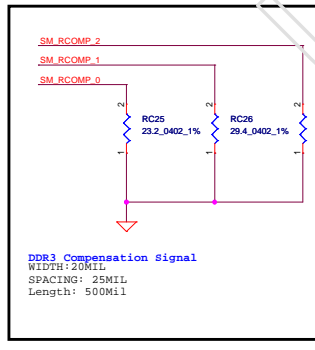 SM_RCOMP_2
SM_RCOMP_1
SM_RCOMP_0
2 2 2
RC25 RC26
23.2_0402_1% 29.4_0402_1%
1 1 1
DDR3 Compensation Signal
WIDTH:20MIL
SPACING: 25MIL
Length: 500Mil